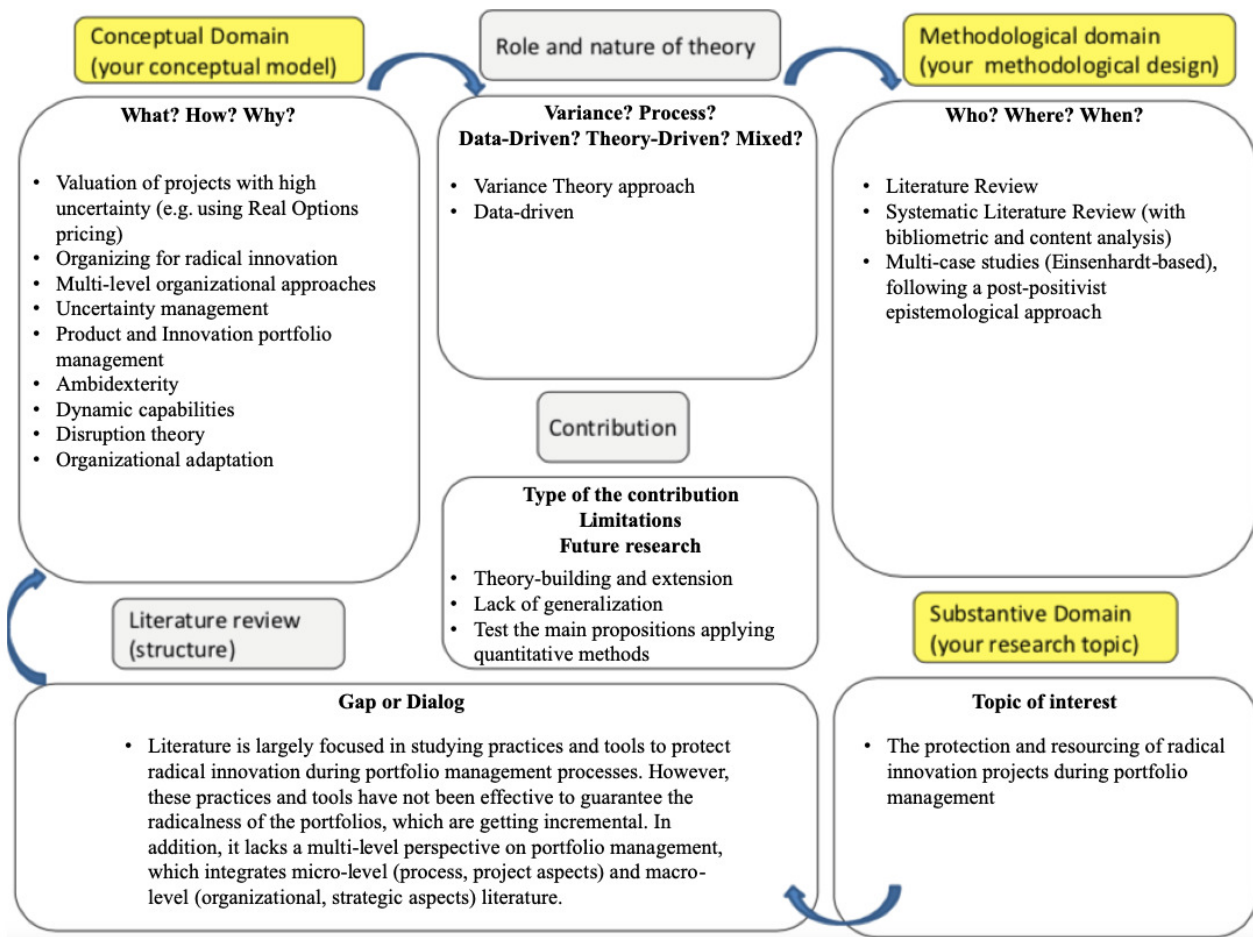 Conceptual Domain
(your conceptual model)
What? How? Why?
• Valuation of projects with high
uncertainty (e.g. using Real Options
pricing)
• Organizing for radical innovation
• Multi-level organizational approaches
• Uncertainty management
• Product and Innovation portfolio
management
• Ambidexterity
• Dynamic capabilities
• Disruption theory
• Organizational adaptation
Role and nature of theory
Variance? Process?
Data-Driven? Theory-Driven? Mixed?
• Variance Theory approach
• Data-driven
Methodological domain
(your methodological design)
Who? Where? When?
• Literature Review
• Systematic Literature Review (with
bibliometric and content analysis)
• Multi-case studies (Einsenhardt-based),
following a post-positivist
epistemological approach
Contribution
Type of the contribution
Limitations
Future research
• Theory-building and extension
• Lack of generalization
• Test the main propositions applying
quantitative methods
Literature review
(structure)
Gap or Dialog
• Literature is largely focused in studying practices and tools to protect
radical innovation during portfolio management processes. However,
these practices and tools have not been effective to guarantee the
radicalness of the portfolios, which are getting incremental. In
addition, it lacks a multi-level perspective on portfolio management,
which integrates micro-level (process, project aspects) and macro-
level (organizational, strategic aspects) literature.
Substantive Domain
(your research topic)
Topic of interest
• The protection and resourcing of radical
innovation projects during portfolio
management